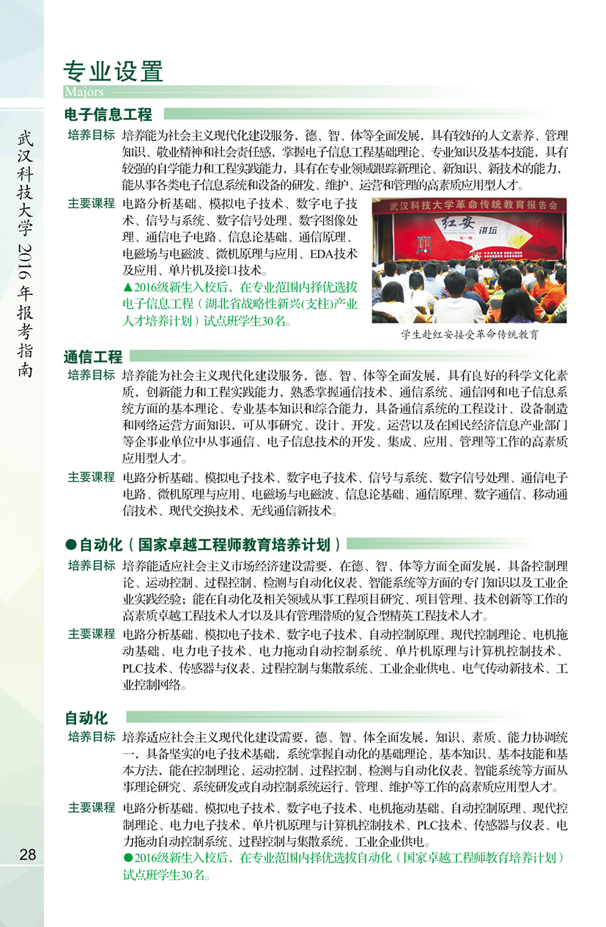 武汉科技大学 2016 年报考指南
专业设置
Majors
电子信息工程
培养目标 培养能为社会主义现代化建设服务，德、智、体等全面发展，具有较好的人文素养、管理
知识、敬业精神和社会责任感，掌握电子信息工程基础理论、专业知识及基本技能，具有
较强的自学能力和工程实践能力，具有在专业领域跟踪新理论、新知识、新技术的能力，
能从事各类电子信息系统和设备的研发、维护、运营和管理的高素质应用型人才。
主要课程 电路分析基础、模拟电子技术、数字电子技
术、信号与系统、数字信号处理、数字图像处
理、通信电子电路、信息论基础、通信原理、
电磁场与电磁波、微机原理与应用、EDA技术
及应用、单片机及接口技术。
▲2016级新生入校后，在专业范围内择优选拔
电子信息工程（湖北省战略性新兴(支柱)产业
人才培养计划）试点班学生30名。
武汉科技大学革命传统教育报告会
红安
讲坛
学生赴红安接受革命传统教育
通信工程
培养目标 培养能为社会主义现代化建设服务，德、智、体等全面发展，具有良好的科学文化素
质，创新能力和工程实践能力，熟悉掌握通信技术、通信系统、通信网和电子信息系
统方面的基本理论、专业基本知识和综合能力，具备通信系统的工程设计、设备制造
和网络运营方面知识，可从事研究、设计、开发、运营以及在国民经济信息产业部门
等企事业单位中从事通信、电子信息技术的开发、集成、应用、管理等工作的高素质
应用型人才。
主要课程 电路分析基础、模拟电子技术、数字电子技术、信号与系统、数字信号处理、通信电子
电路、微机原理与应用、电磁场与电磁波、信息论基础、通信原理、数字通信、移动通
信技术、现代交换技术、无线通信新技术。
●自动化（国家卓越工程师教育培养计划）
培养目标 培养能适应社会主义市场经济建设需要，在德、智、体等方面全面发展，具备控制理
论、运动控制、过程控制、检测与自动化仪表、智能系统等方面的专门知识以及工业企
业实践经验；能在自动化及相关领域从事工程项目研究、项目管理、技术创新等工作的
高素质卓越工程技术人才以及具有管理潜质的复合型精英工程技术人才。
主要课程 电路分析基础、模拟电子技术、数字电子技术、自动控制原理、现代控制理论、电机拖
动基础、电力电子技术、电力拖动自动控制系统、单片机原理与计算机控制技术、
PLC技术、传感器与仪表、过程控制与集散系统、工业企业供电、电气传动新技术、工
业控制网络。
自动化
培养目标 培养适应社会主义现代化建设需要，德、智、体全面发展，知识、素质、能力协调统
一，具备坚实的电子技术基础，系统掌握自动化的基础理论、基本知识、基本技能和基
本方法，能在控制理论、运动控制、过程控制、检测与自动化仪表、智能系统等方面从
事理论研究、系统研发或自动控制系统运行、管理、维护等工作的高素质应用型人才。
主要课程 电路分析基础、模拟电子技术、数字电子技术、电机拖动基础、自动控制原理、现代控
制理论、电力电子技术、单片机原理与计算机控制技术、PLC技术、传感器与仪表、电
力拖动自动控制系统、过程控制与集散系统、工业企业供电。
●2016级新生入校后，在专业范围内择优选拔自动化（国家卓越工程师教育培养计划）
试点班学生30名。
28